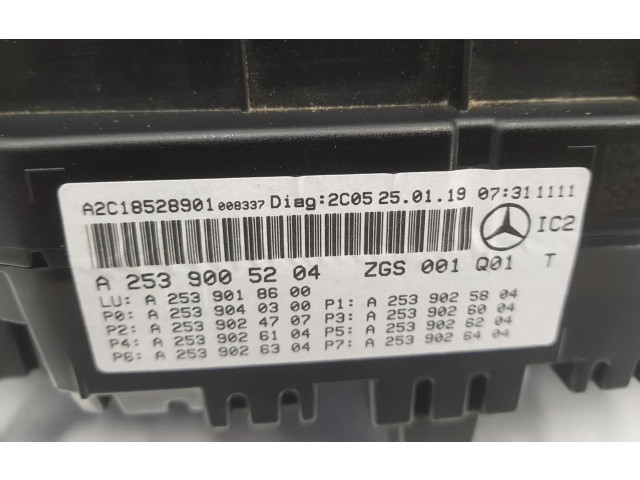 A2C18528901 008337 Diag:2C05 25.01.19 07:311111
IC2
A 253 900 52 04 ZGS 001 Q01 T
LU: A 253 901 86 00
P0: A 253 904 03 00 P1: A 253 902 58 04
P2: A 253 902 47 07 P3: A 253 902 60 04
P4: A 253 902 61 04 P5: A 253 902 62 04
P6: A 253 902 63 04 P7: A 253 902 64 04